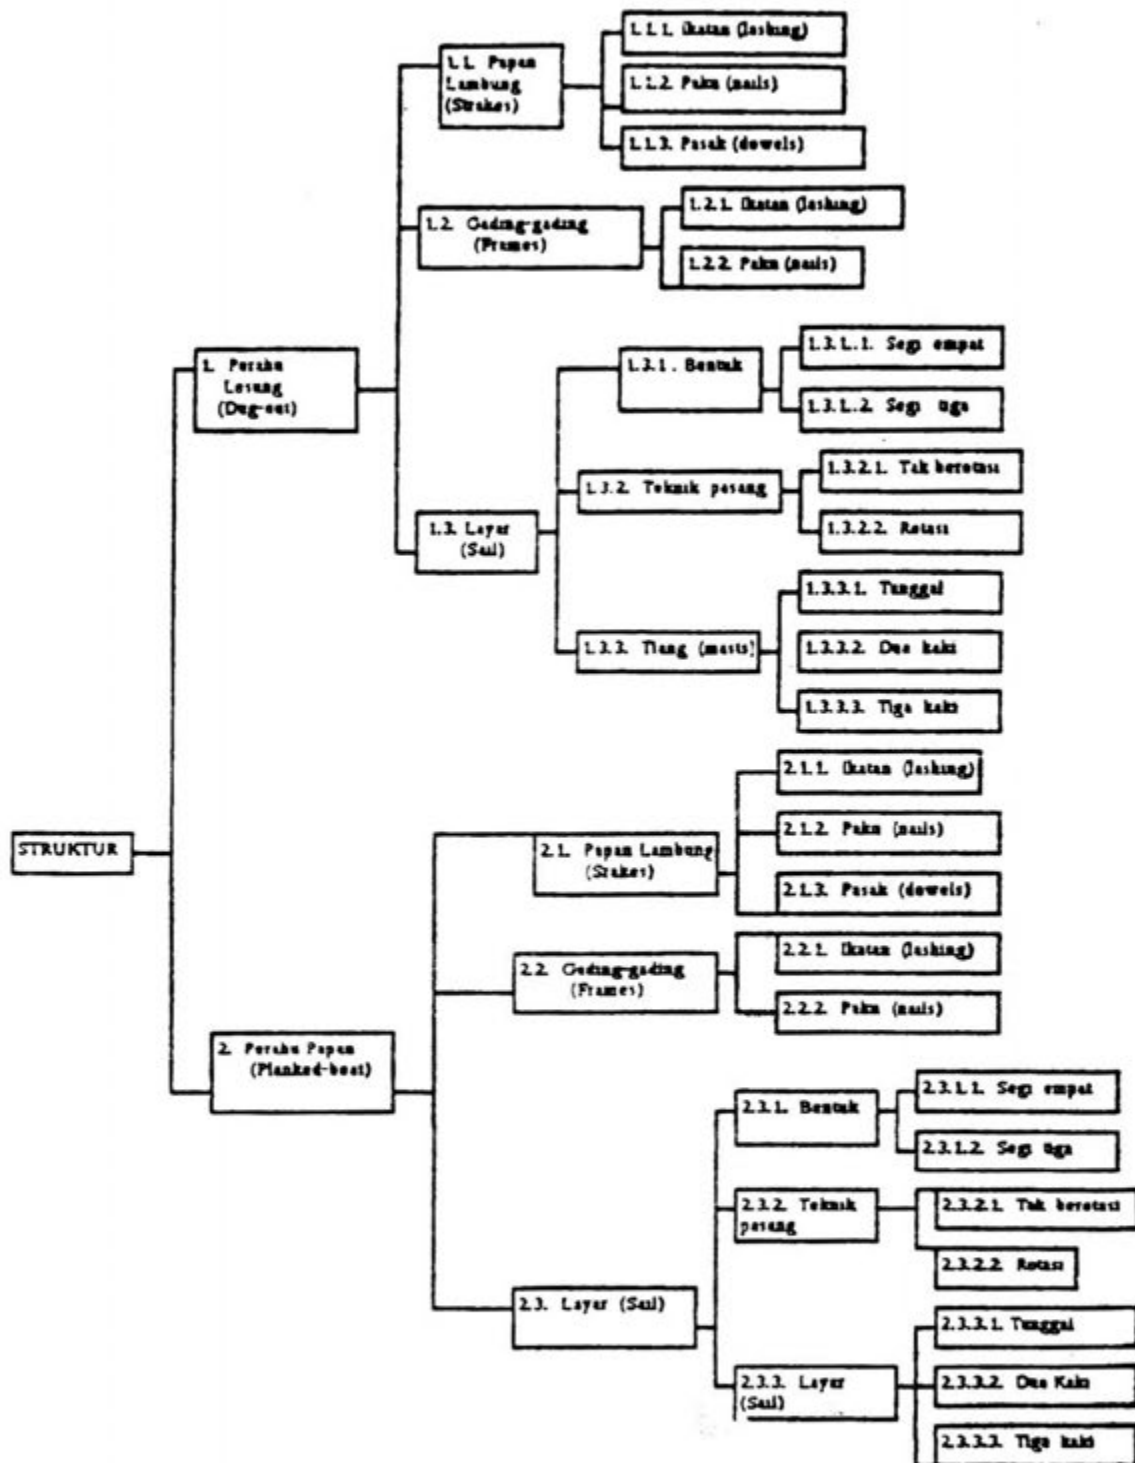 1.1.1. Ikatan (lashing)
1.1. Papan
Lambung
(Strakes)
1.1.2. Paku (nails)
1.1.3. Pasak (dowels)
1.2.1. Ikatan (lashing)
1.2. Gading-gading
(Frames)
1.2.2. Paku (nails)
1. Perahu
Lesung
(Dug-out)
1.3.1. Bentuk
1.3.1.1. Segi empat
1.3.1.2. Segi tiga
1.3.2. Teknik pasang
1.3.2.1. Tak berotasi
1.3. Layar
(Sail)
1.3.2.2. Rotasi
1.3.3.1. Tunggal
1.3.3. Tiang (masts)
1.3.3.2. Dua kaki
1.3.3.3. Tiga kaki
2.1.1. Ikatan (lashing)
STRUKTUR
2.1. Papan Lambung
(Srakes)
2.1.2. Paku (nails)
2.1.3. Pasak (dowels)
2.2.1. Ikatan (lashing)
2.2. Gading-gading
(Frames)
2.2.2. Paku (nails)
2. Perahu Papan
(Planked-boat)
2.3.1. Bentuk
2.3.1.1. Segi empat
2.3.1.2. Segi tiga
2.3.2. Teknik
pasang
2.3.2.1. Tak berotasi
2.3.2.2. Rotasi
2.3. Layar (Sail)
2.3.3.1. Tunggal
2.3.3. Layar
(Sail)
2.3.3.2. Dua Kaki
2.3.3.3. Tiga kaki